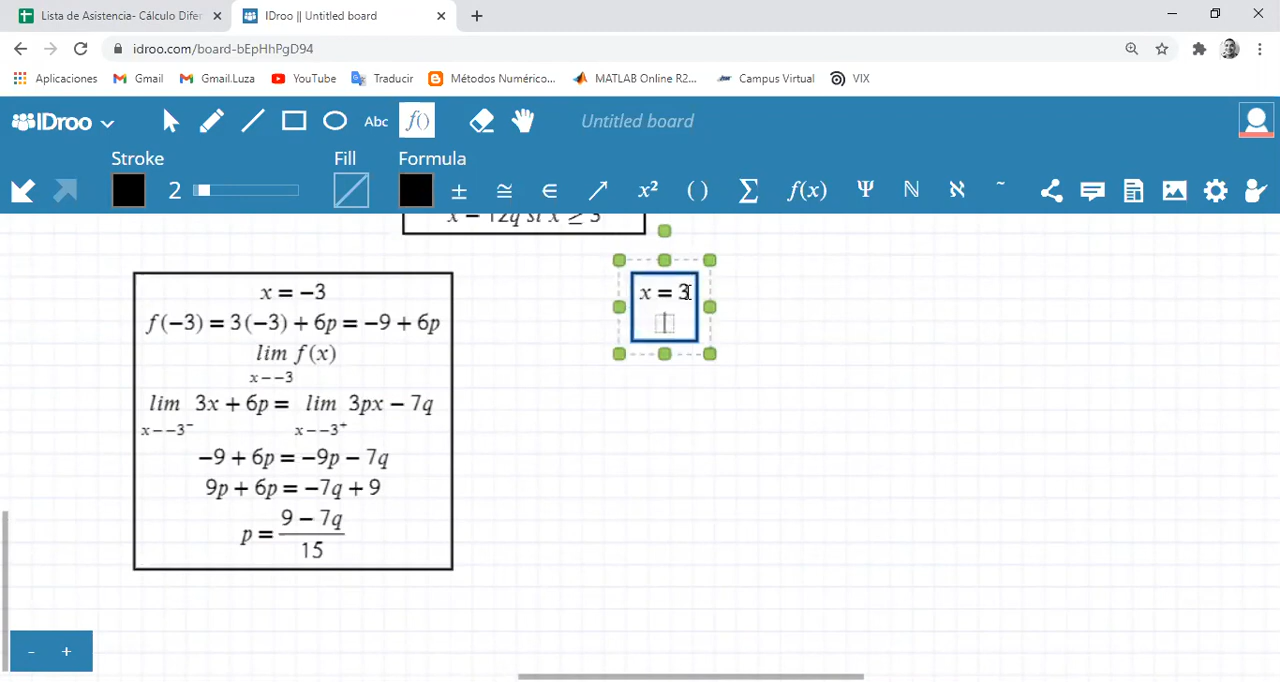 Lista de Asistencia- Cálculo Difer
IDroo || Untitled board
idroo.com/board-bEpHhPgD94
Aplicaciones Gmail Gmail.Luza YouTube Traducir Métodos Numéric... MATLAB Online R2... Campus Virtual VIX
IDroo Abc f() Untitled board
Stroke Fill Formula
2 ± ≅ ∈ x² ( ) ∑ f(x) Ψ ℕ ℵ ~
x − 12q si x ≥ 3
x = −3
f(−3) = 3(−3) + 6p = −9 + 6p
lim f(x)
x−−3
lim 3x + 6p = lim 3px − 7q
x−−3⁻ x−−3⁺
−9 + 6p = −9p − 7q
9p + 6p = −7q + 9
p = (9 − 7q)/15
x = 3
- +